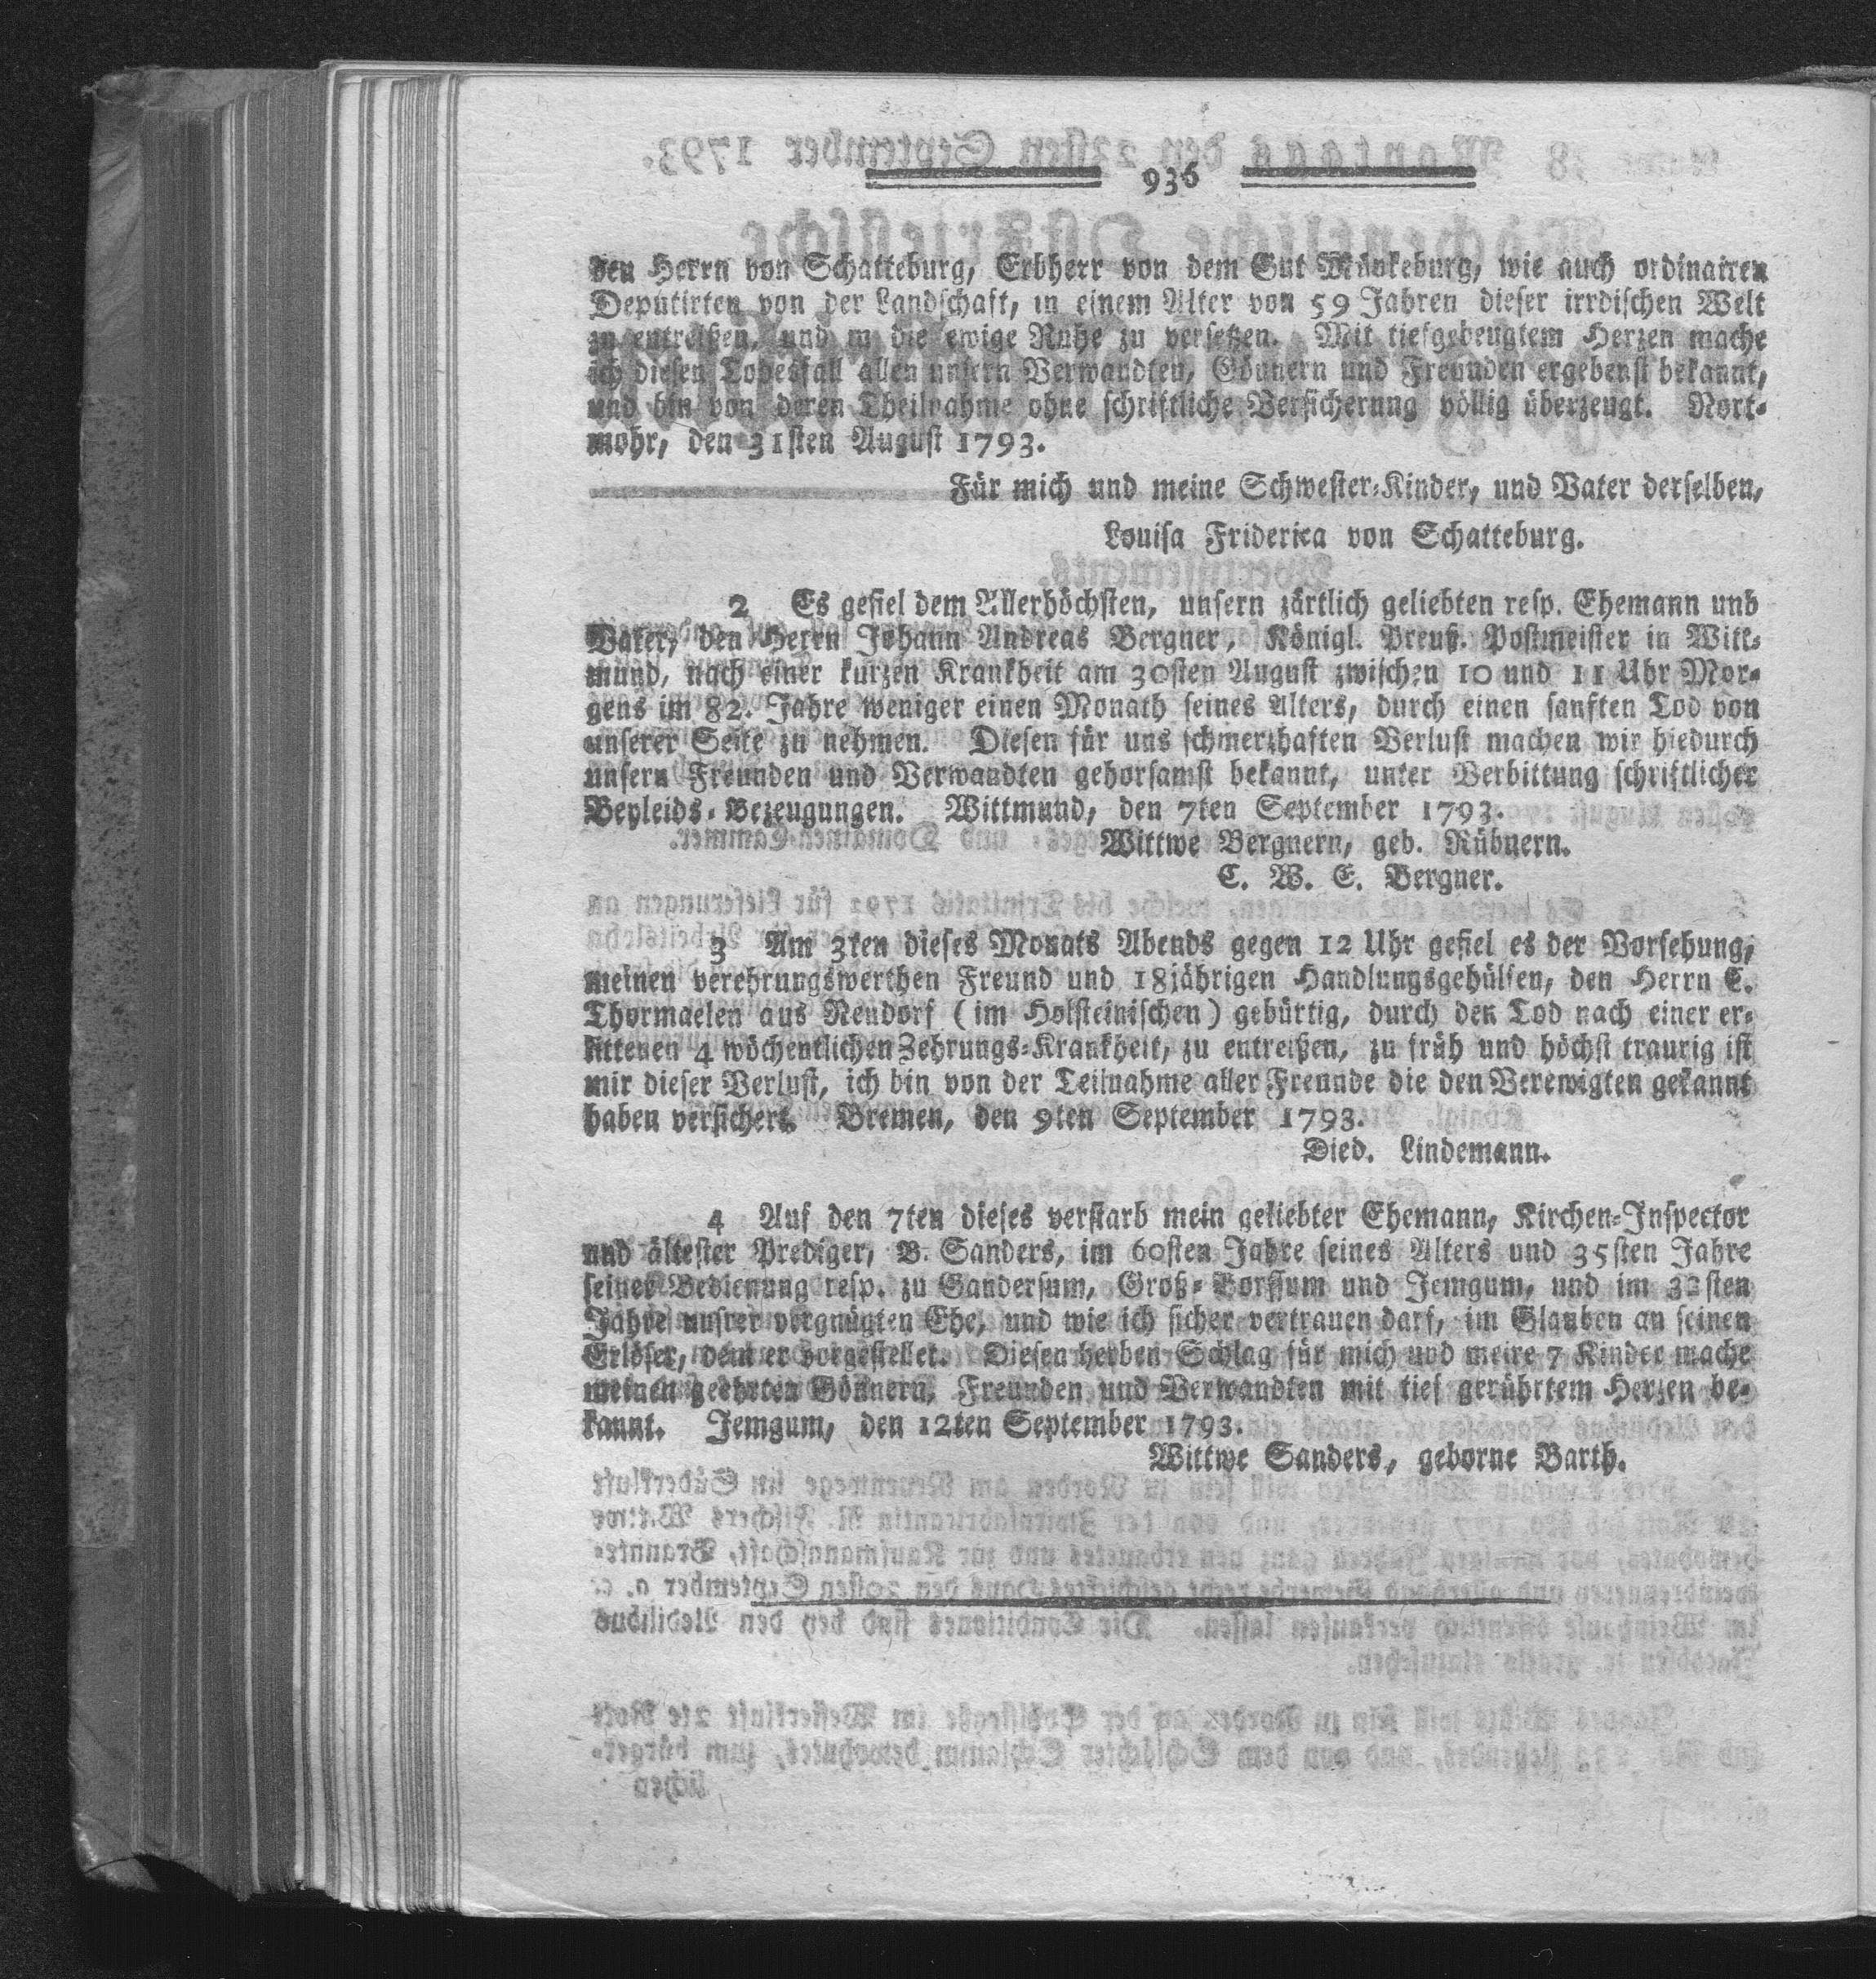 936
den Herrn von Schatteburg, Erbherr von dem Gut Münkeburg, wie auch ordinairen
Deputirten von der Landschaft, in einem Alter von 59 Jahren dieser irrdischen Welt
zu entreißen, und in die ewige Ruhe zu versetzen. Mit tiefgebeugtem Herzen mache
ich diesen Todesfall allen unsern Verwandten, Gönnern und Freunden ergebenst bekannt,
und bin von deren Theilnahme ohne schriftliche Versicherung völlig überzeugt. Nort-
mohr, den 31sten August 1793.
Für mich und meine Schwester-Kinder, und Vater derselben,
Louisa Friderica von Schatteburg.
2 Es gefiel dem Allerhöchsten, unsern zärtlich geliebten resp. Ehemann und
Vater, den Herrn Johann Andreas Bergner, Königl. Preuß. Postmeister in Witt-
mund, nach einer kurzen Krankheit am 30sten August zwischen 10 und 11 Uhr Mor-
gens im 82. Jahre weniger einen Monath seines Alters, durch einen sanften Tod von
unserer Seite zu nehmen. Diesen für uns schmerzhaften Verlust machen wir hiedurch
unsern Freunden und Verwandten gehorsamst bekannt, unter Verbittung schriftlicher
Beyleids-Bezeugungen. Wittmund, den 7ten September 1793.
Wittwe Bergnern, geb. Rübnern.
C. W. E. Bergner.
3 Am 3ten dieses Monats Abends gegen 12 Uhr gefiel es der Vorsehung,
meinen verehrungswerthen Freund und 18jährigen Handlungsgehülfen, den Herrn C.
Thormaelen aus Neudorf (im Holsteinischen) gebürtig, durch den Tod nach einer er-
littenen 4 wöchentlichen Zehrungs-Krankheit, zu entreißen, zu früh und höchst traurig ist
mir dieser Verlust, ich bin von der Teilnahme aller Freunde die den Verewigten gekannt
haben versichert. Bremen, den 9ten September 1793.
Died. Lindemann.
4 Auf den 7ten dieses verstarb mein geliebter Ehemann, Kirchen-Inspector
und ältester Prediger, B. Sanders, im 60sten Jahre seines Alters und 35sten Jahre
seiner Bedienung resp. zu Gandersum, Groß-Borssum und Jemgum, und im 32sten
Jahre unsrer vergnügten Ehe, und wie ich sicher vertrauen darf, im Glauben an seinen
Erlöser, dem er vorgestellet. Diesen herben Schlag für mich und meire 7 Kinder mache
meinen geehrten Gönnern, Freunden und Verwandten mit tief gerührtem Herzen be-
kannt. Jemgum, den 12ten September 1793.
Wittwe Sanders, geborne Barth.